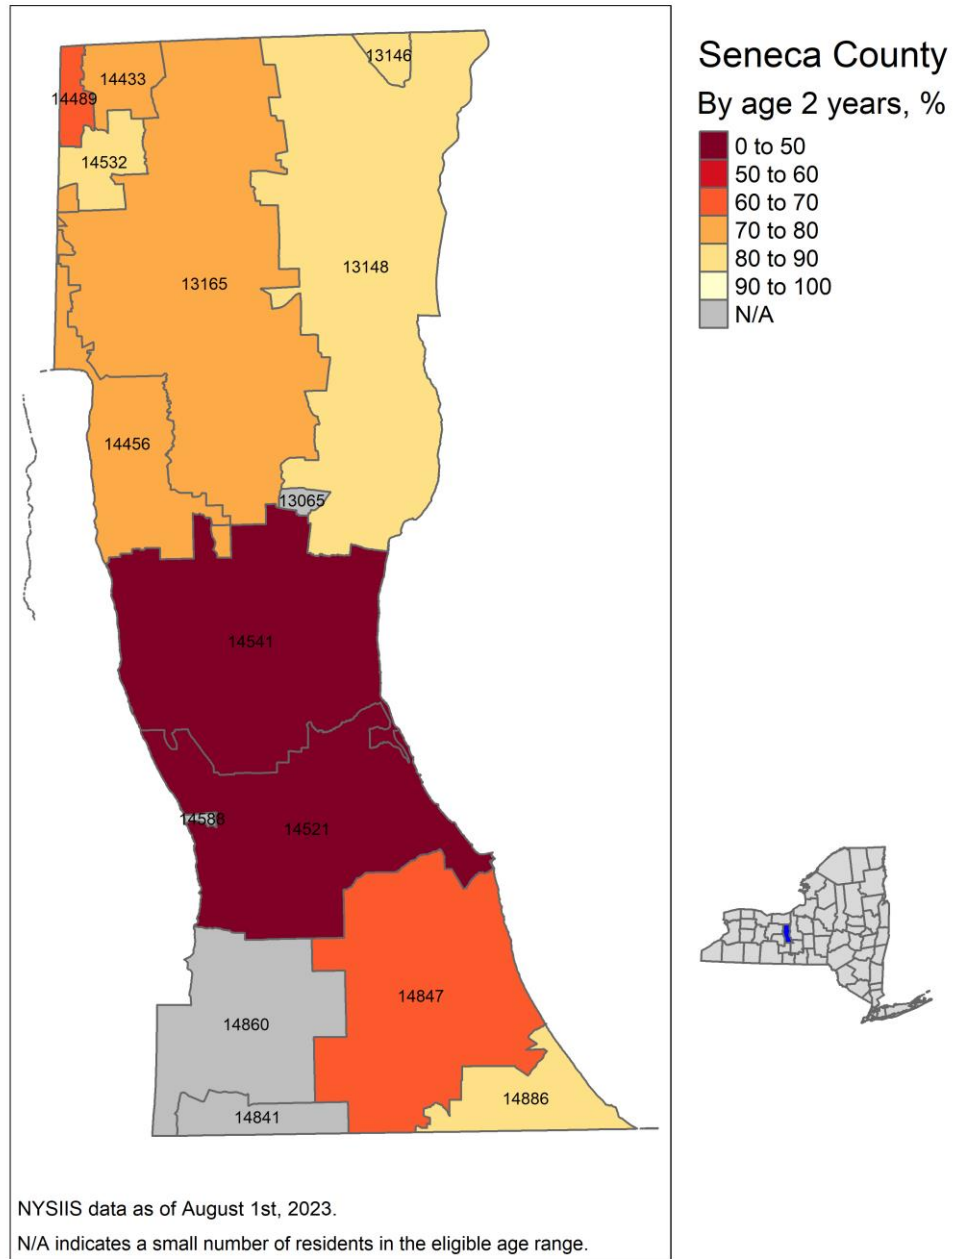 Seneca County
By age 2 years, %
0 to 50
50 to 60
60 to 70
70 to 80
80 to 90
90 to 100
N/A
13146
14433
14489
14532
13148
13165
14456
13065
14541
14588
14521
14847
14860
14886
14841
NYSIIS data as of August 1st, 2023.
N/A indicates a small number of residents in the eligible age range.